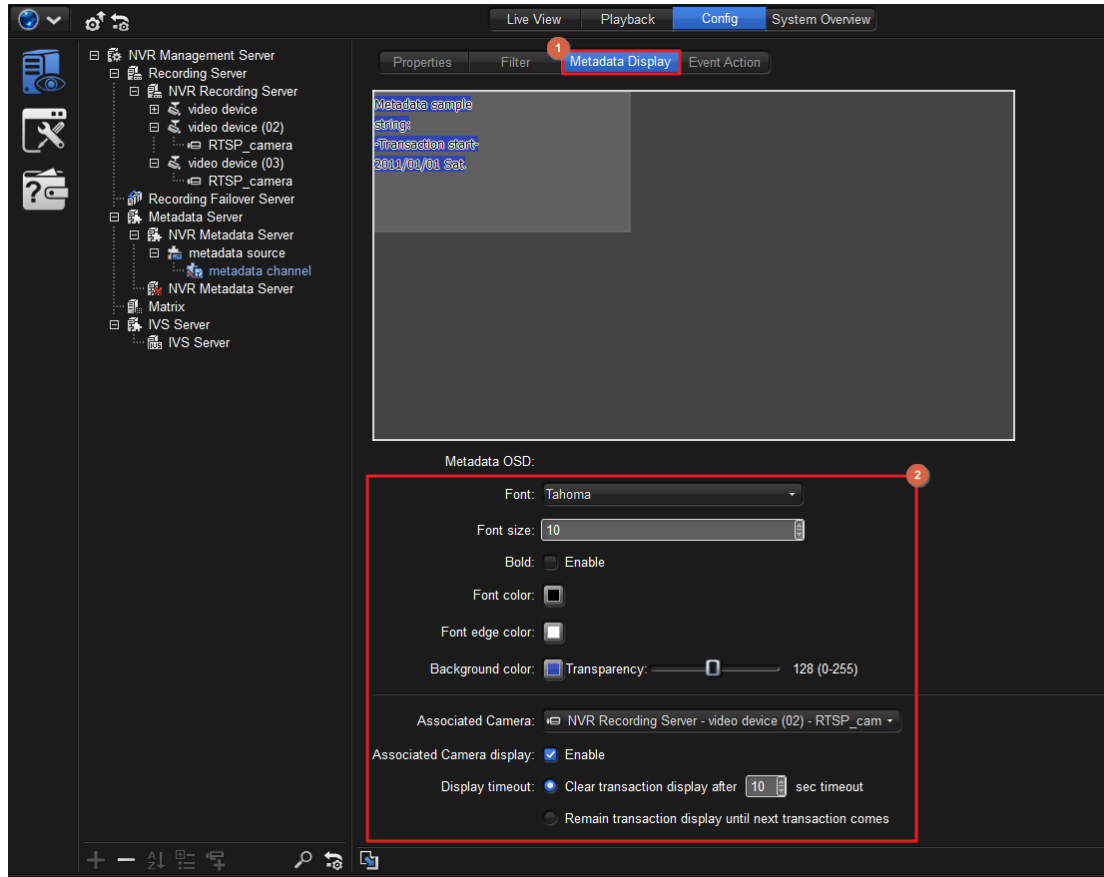 Live View Playback Config System Overview
NVR Management Server
Recording Server
NVR Recording Server
video device
video device (02)
RTSP_camera
video device (03)
RTSP_camera
Recording Failover Server
Metadata Server
NVR Metadata Server
metadata source
metadata channel
NVR Metadata Server
Matrix
IVS Server
IVS Server
1
Properties Filter Metadata Display Event Action
Metadata sample
string:
-Transaction start-
2011/01/01 Sat.
Metadata OSD:
2
Font: Tahoma
Font size: 10
Bold: Enable
Font color:
Font edge color:
Background color: Transparency: 128 (0-255)
Associated Camera: NVR Recording Server - video device (02) - RTSP_cam
Associated Camera display: Enable
Display timeout: Clear transaction display after 10 sec timeout
Remain transaction display until next transaction comes